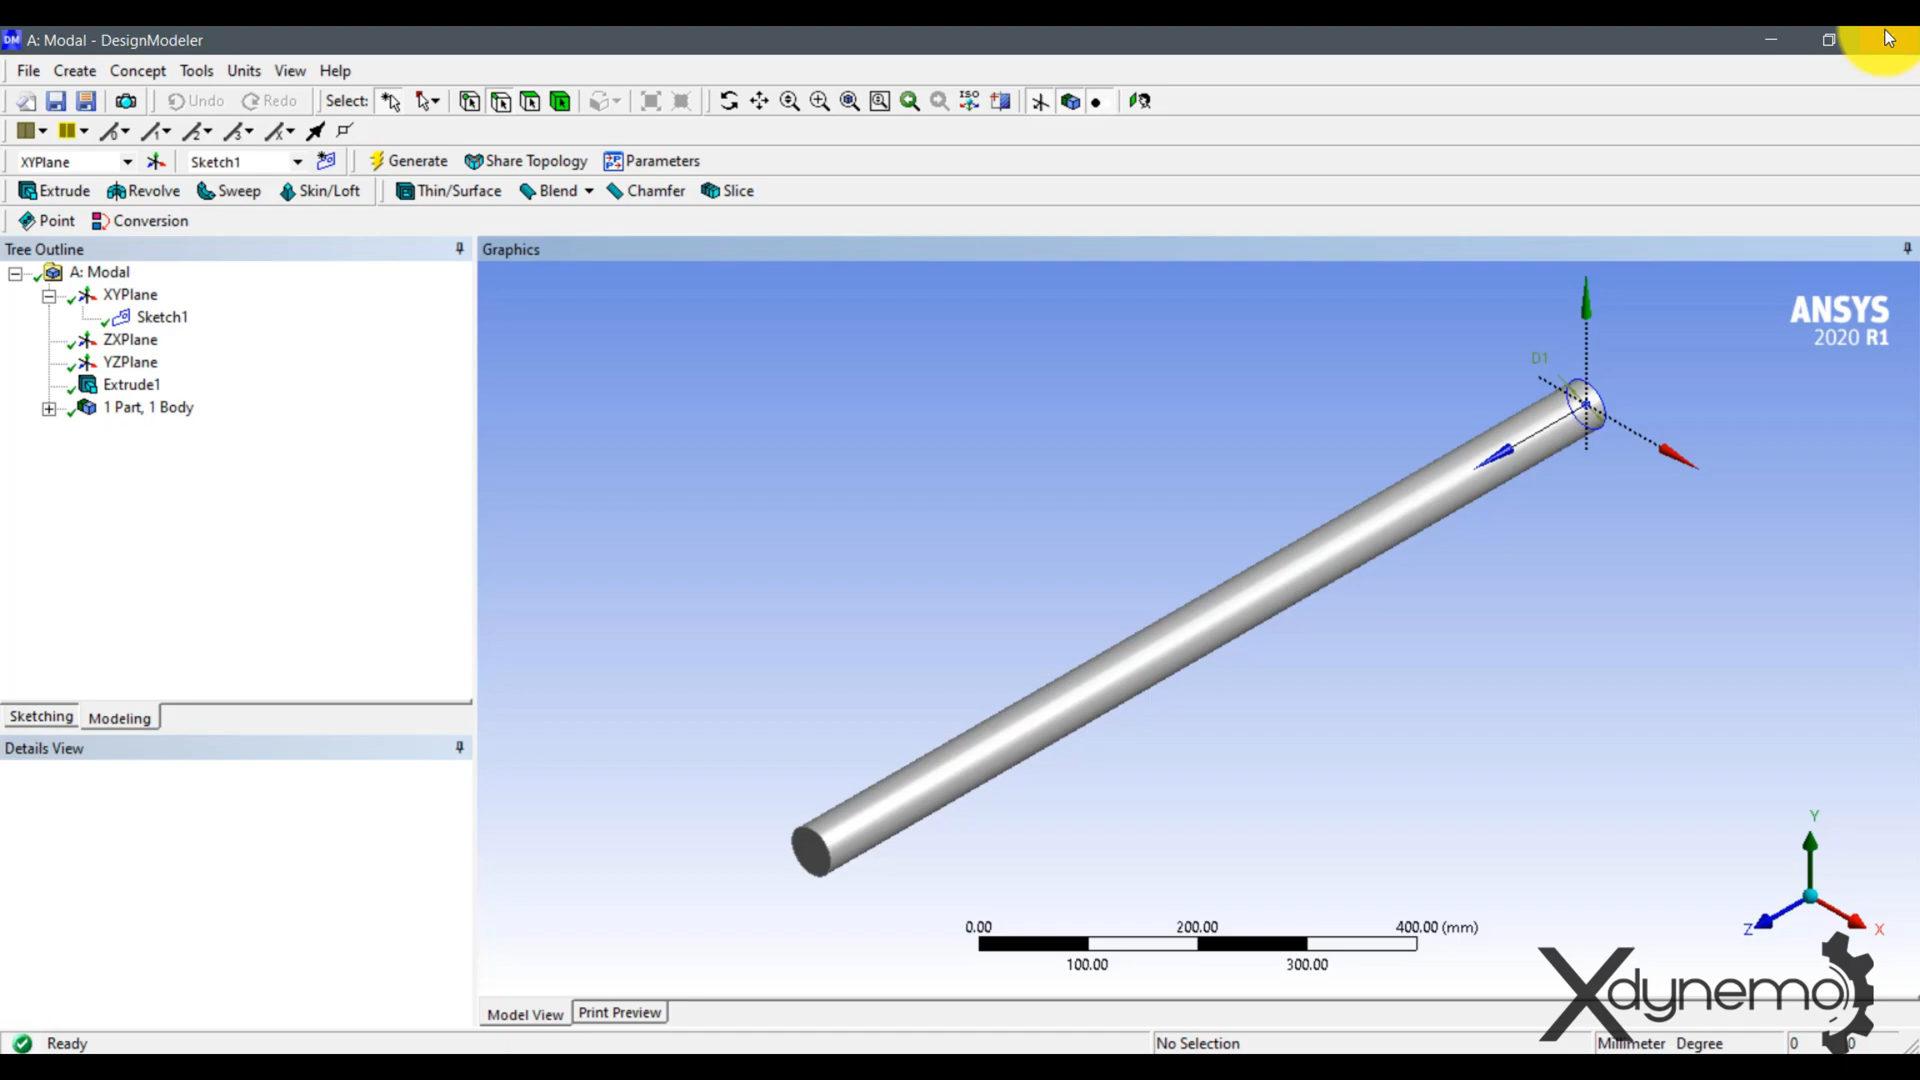 DM A: Modal - DesignModeler
File Create Concept Tools Units View Help
Undo Redo Select: ISO
XYPlane Sketch1 Generate Share Topology Parameters
Extrude Revolve Sweep Skin/Loft Thin/Surface Blend Chamfer Slice
Point Conversion
Tree Outline
A: Modal
XYPlane
Sketch1
ZXPlane
YZPlane
Extrude1
1 Part, 1 Body
Sketching Modeling
Details View
Graphics
ANSYS
2020 R1
D1
Y
Z
X
0.00 200.00 400.00 (mm)
100.00 300.00
Xdynemo
Model View Print Preview
Ready No Selection Millimeter Degree 0 0